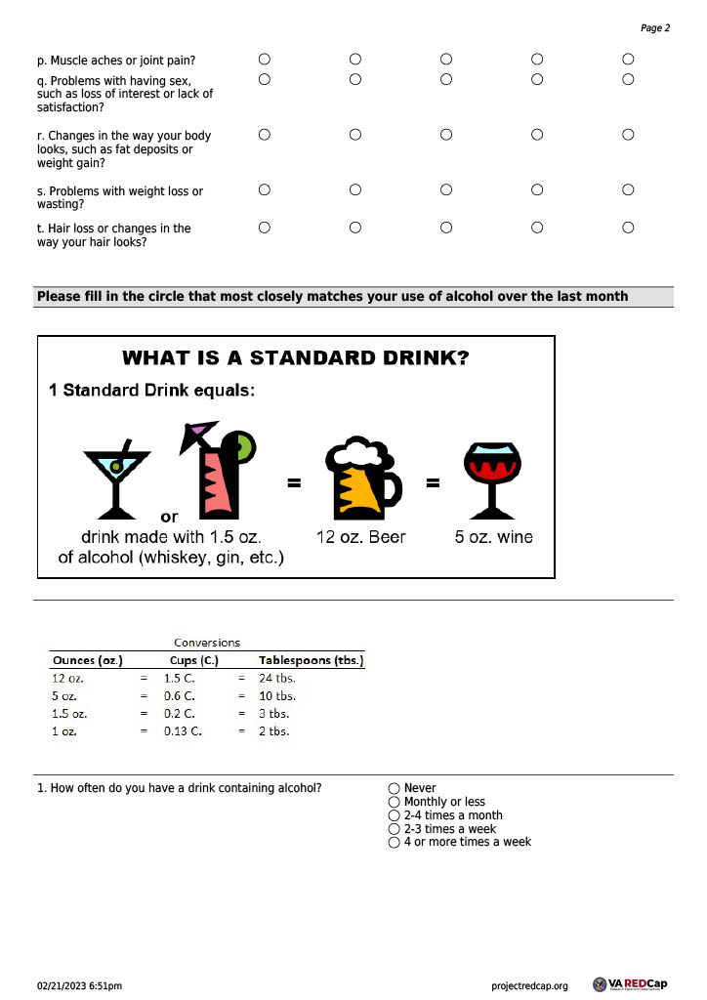 Page 2
p. Muscle aches or joint pain?
q. Problems with having sex,
such as loss of interest or lack of
satisfaction?
r. Changes in the way your body
looks, such as fat deposits or
weight gain?
s. Problems with weight loss or
wasting?
t. Hair loss or changes in the
way your hair looks?
Please fill in the circle that most closely matches your use of alcohol over the last month
WHAT IS A STANDARD DRINK?
1 Standard Drink equals:
or
= =
drink made with 1.5 oz.
of alcohol (whiskey, gin, etc.)
12 oz. Beer
5 oz. wine
Conversions
Ounces (oz.) Cups (C.) Tablespoons (tbs.)
12 oz. = 1.5 C. = 24 tbs.
5 oz. = 0.6 C. = 10 tbs.
1.5 oz. = 0.2 C. = 3 tbs.
1 oz. = 0.13 C. = 2 tbs.
1. How often do you have a drink containing alcohol?
Never
Monthly or less
2-4 times a month
2-3 times a week
4 or more times a week
02/21/2023 6:51pm
projectredcap.org
VA REDCap